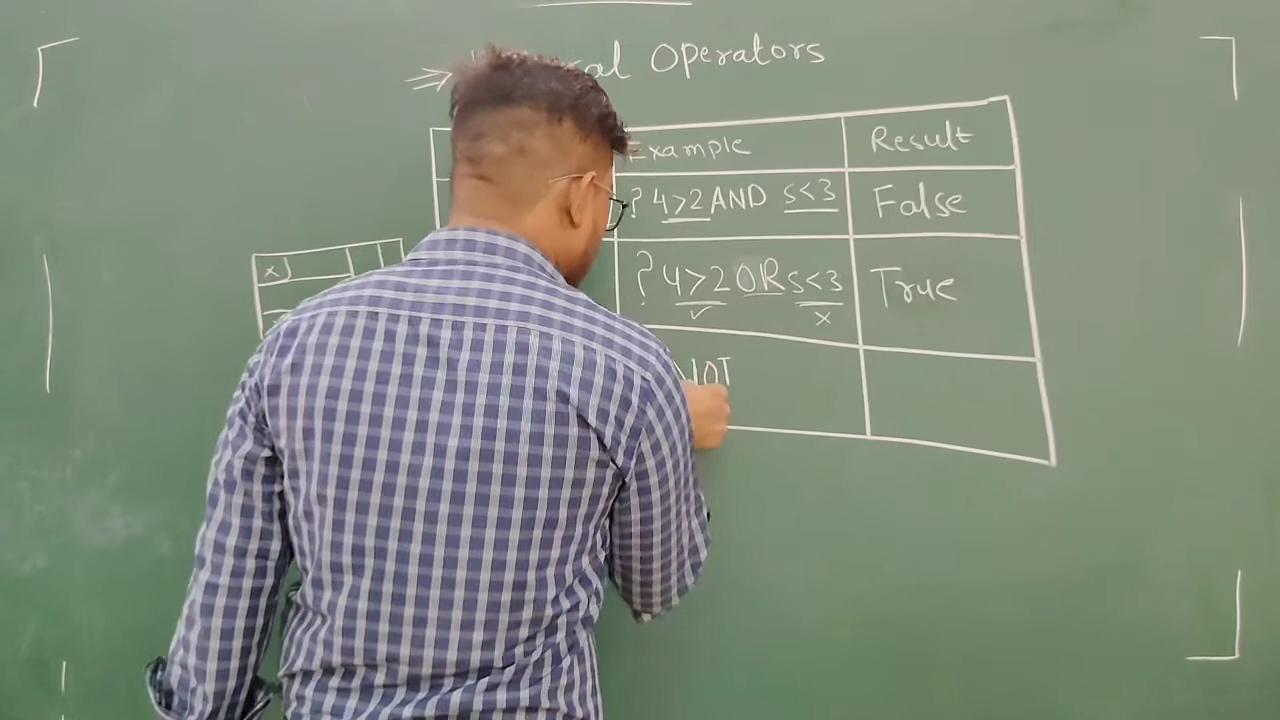 Operators
Example Result
? 4>2 AND 5<3 False
? 4>2 OR 5<3 True
NOT
x